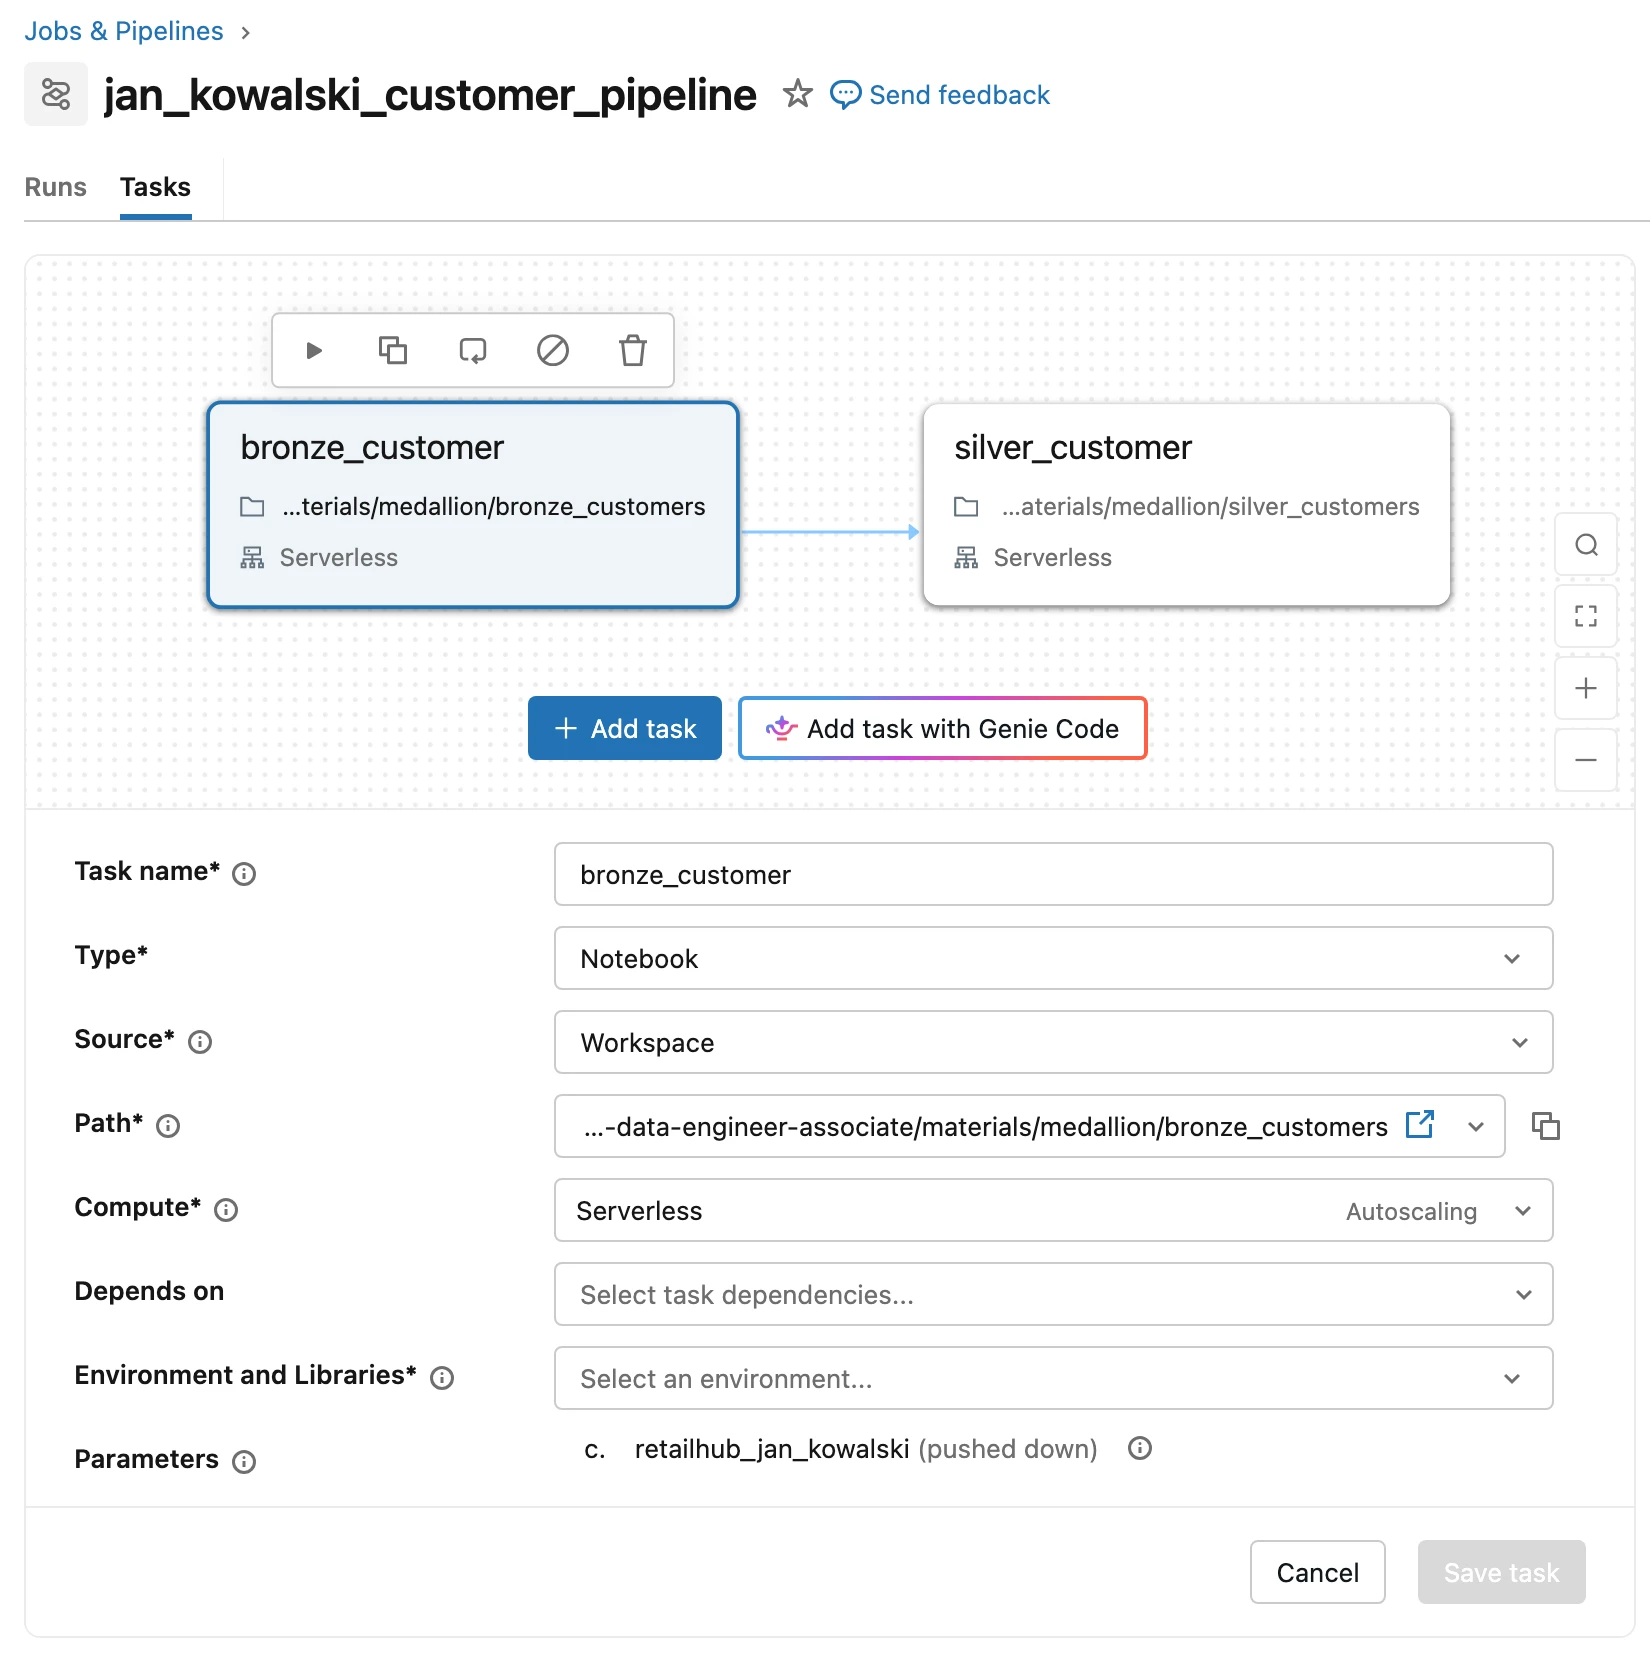 Jobs & Pipelines ›
jan_kowalski_customer_pipeline Send feedback
Runs Tasks
bronze_customer
...terials/medallion/bronze_customers
Serverless
silver_customer
...aterials/medallion/silver_customers
Serverless
+ Add task
Add task with Genie Code
Task name* bronze_customer
Type* Notebook
Source* Workspace
Path* ...-data-engineer-associate/materials/medallion/bronze_customers
Compute* Serverless Autoscaling
Depends on Select task dependencies...
Environment and Libraries* Select an environment...
Parameters c. retailhub_jan_kowalski (pushed down)
Cancel Save task